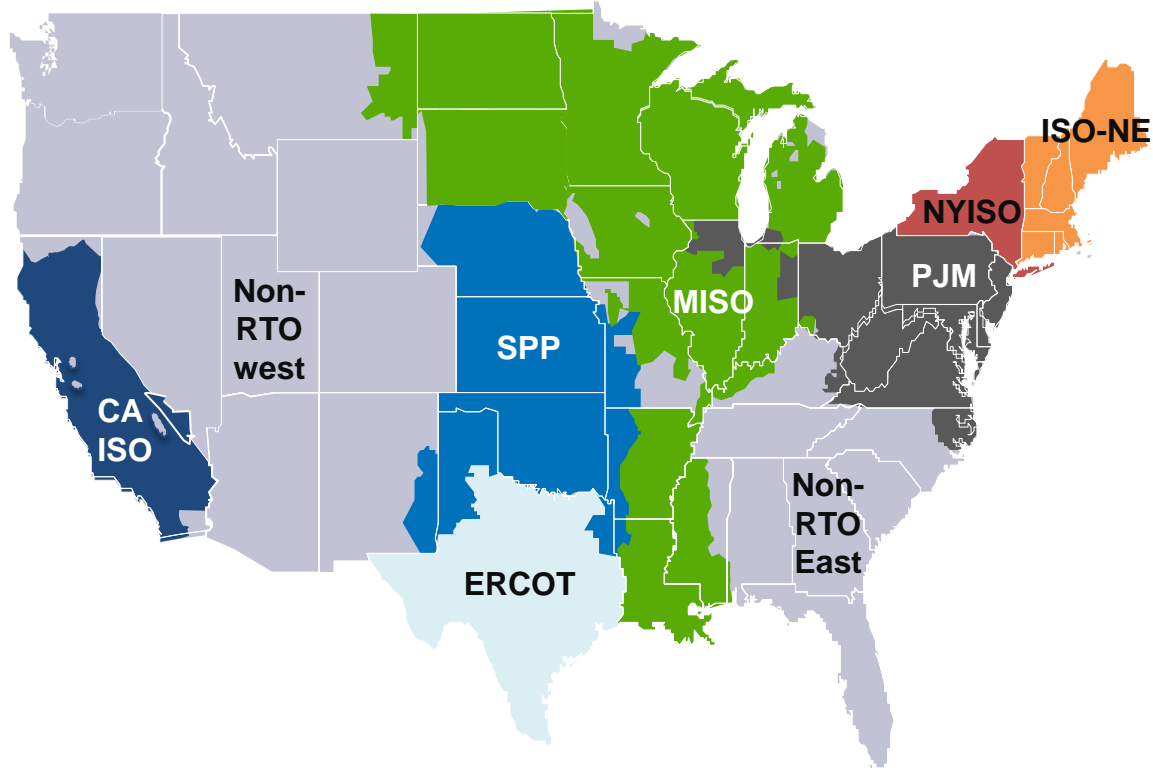 ISO-NE
NYISO
PJM
Non-
RTO
west
MISO
SPP
CA
ISO
Non-
RTO
East
ERCOT